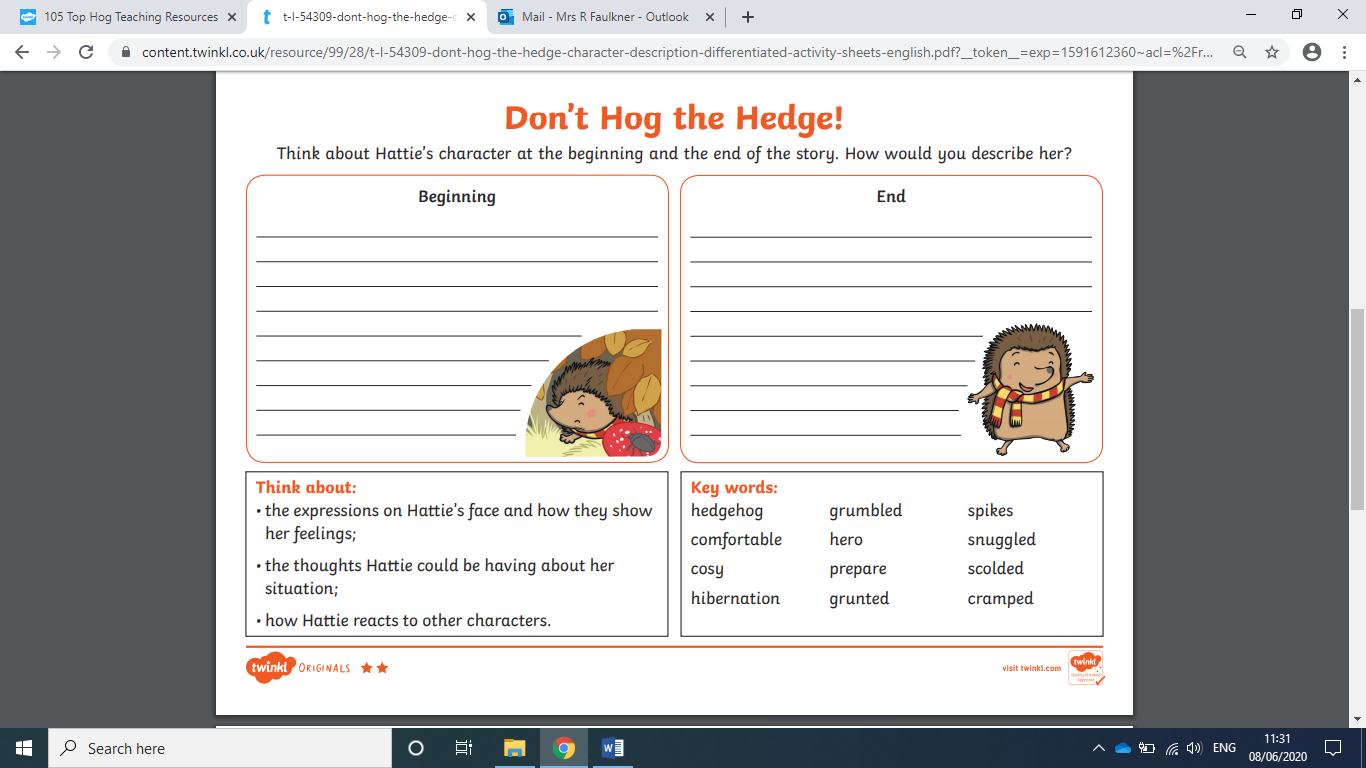 105 Top Hog Teaching Resources
t-l-54309-dont-hog-the-hedge-c
Mail - Mrs R Faulkner - Outlook
content.twinkl.co.uk/resource/99/28/t-l-54309-dont-hog-the-hedge-character-description-differentiated-activity-sheets-english.pdf?__token__=exp=1591612360~acl=%2Fr...
Don't Hog the Hedge!
Think about Hattie's character at the beginning and the end of the story. How would you describe her?
Beginning
End
Think about:
• the expressions on Hattie's face and how they show
her feelings;
• the thoughts Hattie could be having about her
situation;
• how Hattie reacts to other characters.
Key words:
hedgehog grumbled spikes
comfortable hero snuggled
cosy prepare scolded
hibernation grunted cramped
twinkl ORIGINALS
visit twinkl.com
twinkl
Quality Standard
Approved
Search here
ENG
11:31
08/06/2020